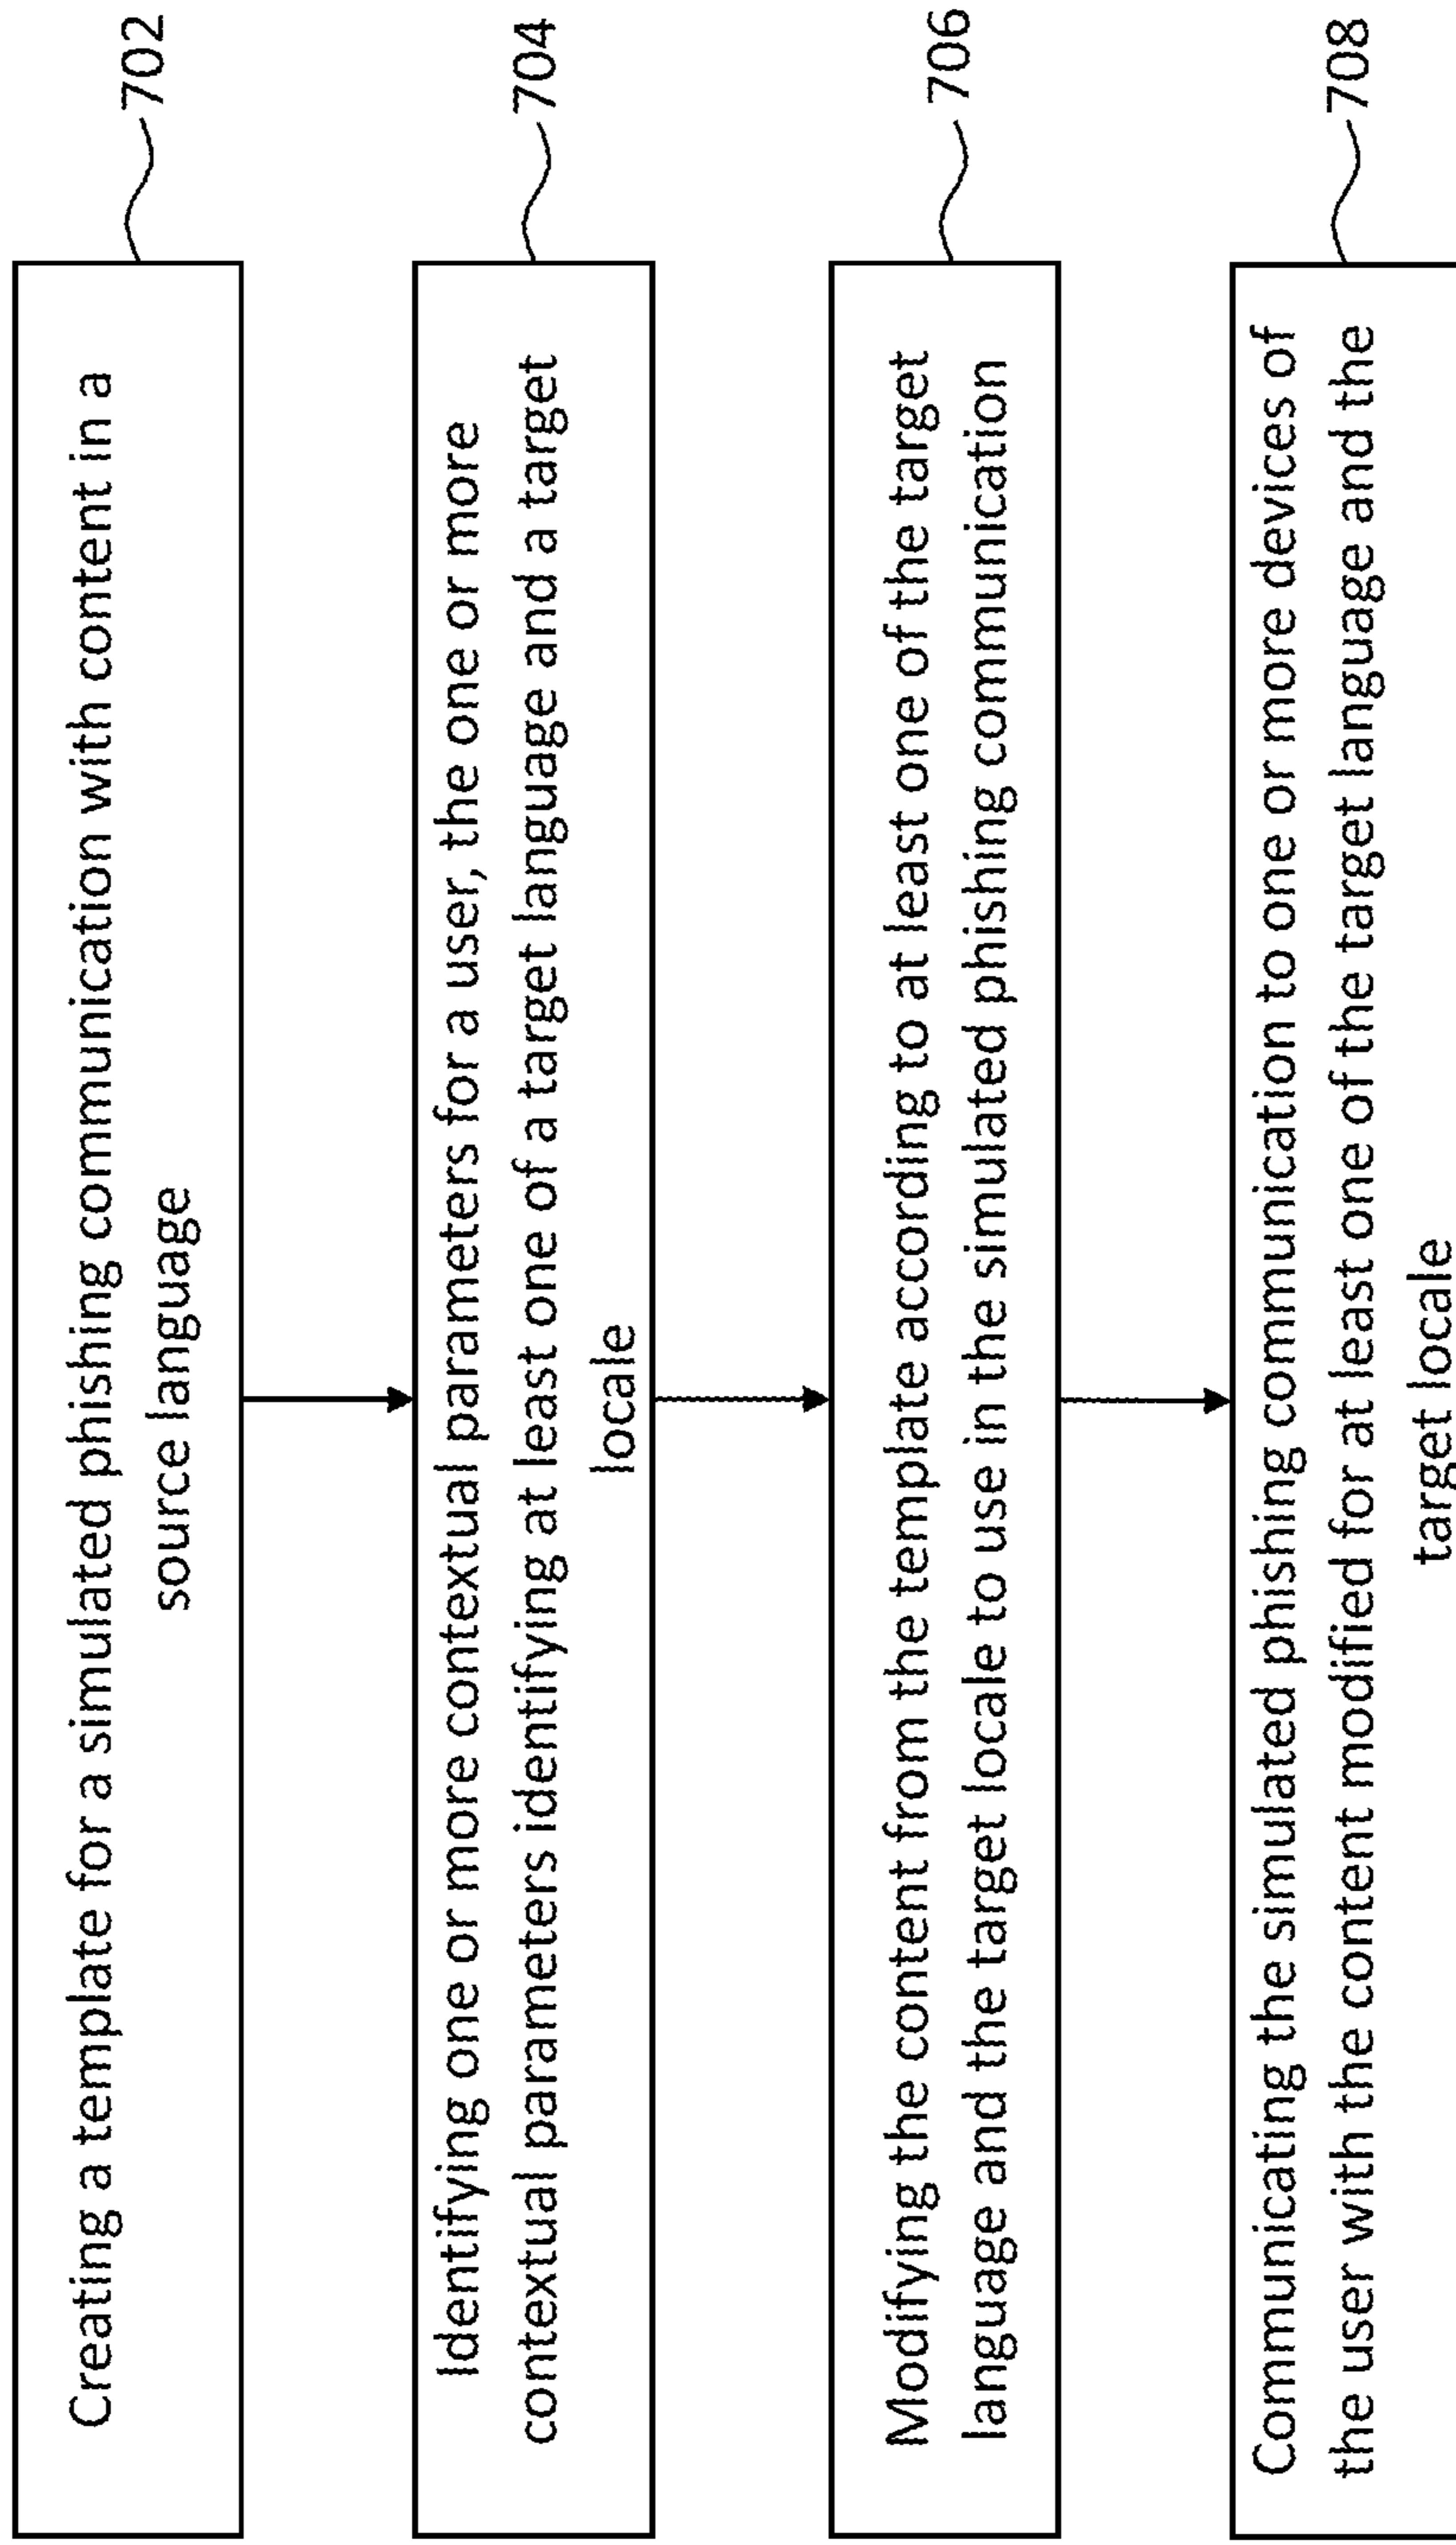 Creating a template for a simulated phishing communication with content in a
source language
702
Identifying one or more contextual parameters for a user, the one or more
contextual parameters identifying at least one of a target language and a target
locale
704
Modifying the content from the template according to at least one of the target
language and the target locale to use in the simulated phishing communication
706
Communicating the simulated phishing communication to one or more devices of
the user with the content modified for at least one of the target language and the
target locale
708